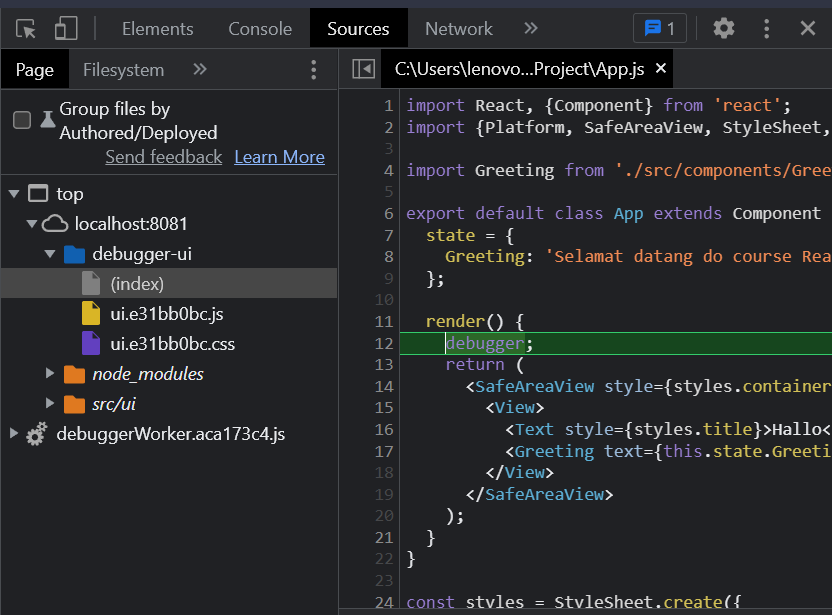 Elements Console Sources Network 1
Page Filesystem
C:\Users\lenovo...Project\App.js
Group files by
Authored/Deployed
Send feedback Learn More
top
localhost:8081
debugger-ui
(index)
ui.e31bb0bc.js
ui.e31bb0bc.css
node_modules
src/ui
debuggerWorker.aca173c4.js
1 import React, {Component} from 'react';
2 import {Platform, SafeAreaView, StyleSheet,
3
4 import Greeting from './src/components/Gree
5
6 export default class App extends Component
7 state = {
8 Greeting: 'Selamat datang do course Rea
9 };
10
11 render() {
12 debugger;
13 return (
14 <SafeAreaView style={styles.container
15 <View>
16 <Text style={styles.title}>Hallo<
17 <Greeting text={this.state.Greeti
18 </View>
19 </SafeAreaView>
20 );
21 }
22 }
23
24 const styles = StyleSheet.create({